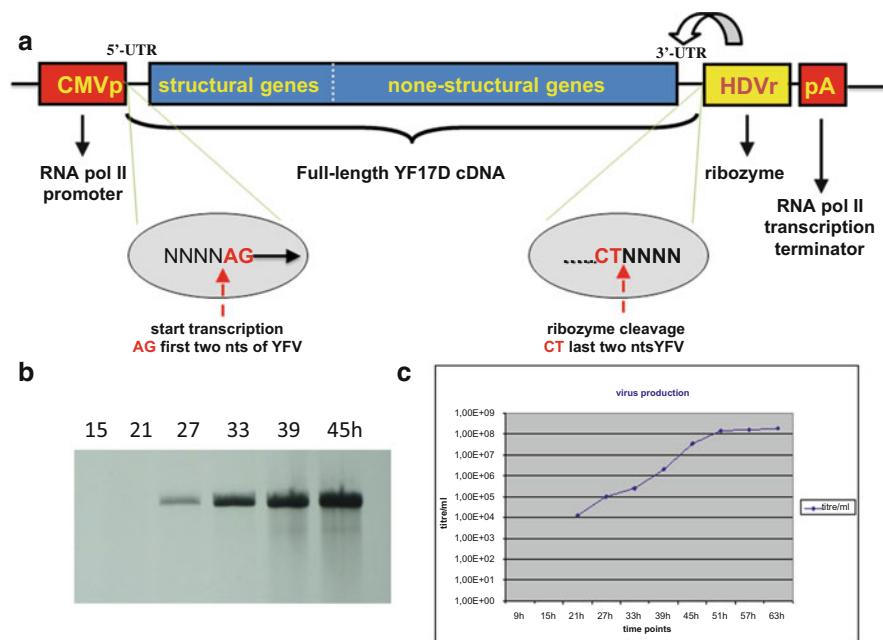 a
5'-UTR
3'-UTR
CMVp
structural genes
none-structural genes
HDVr
pA
RNA pol II
promoter
Full-length YF17D cDNA
ribozyme
RNA pol II
transcription
terminator
NNNNAG
......CTNNNN
start transcription
AG first two nts of YFV
ribozyme cleavage
CT last two ntsYFV
b
15 21 27 33 39 45h
c
virus production
1,00E+09
1,00E+08
1,00E+07
1,00E+06
1,00E+05
1,00E+04
1,00E+03
1,00E+02
1,00E+01
1,00E+00
titre/ml
titre/ml
9h 15h 21h 27h 33h 39h 45h 51h 57h 63h
time points